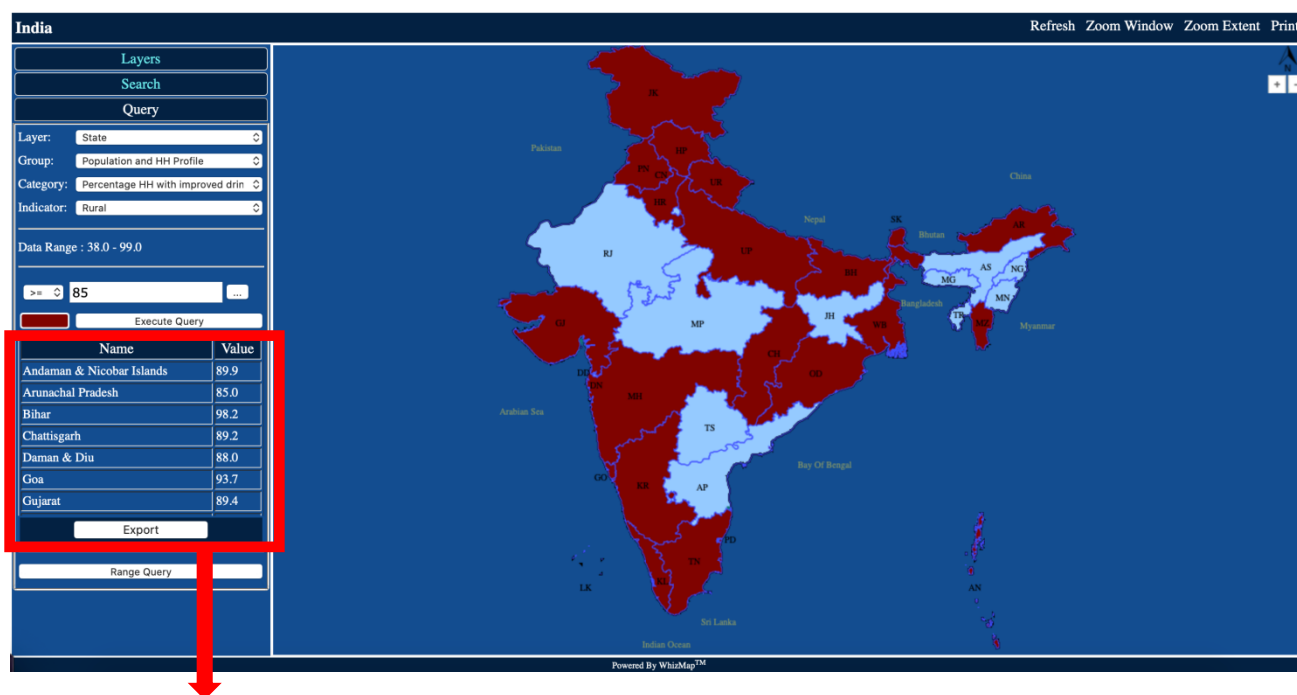 India
Refresh Zoom Window Zoom Extent Print
Layers
Search
Query
Layer: State
Group: Population and HH Profile
Category: Percentage HH with improved drin
Indicator: Rural
Data Range : 38.0 - 99.0
>= 85 ...
Execute Query
Name Value
Andaman & Nicobar Islands 89.9
Arunachal Pradesh 85.0
Bihar 98.2
Chattisgarh 89.2
Daman & Diu 88.0
Goa 93.7
Gujarat 89.4
Export
Range Query
N
+ -
JK
HP
PN
CN
UR
HR
Pakistan
China
Nepal
SK
Bhutan
AR
RJ
UP
BH
AS
NG
MG
MN
Bangladesh
TR
MZ
Myanmar
GJ
MP
JH
WB
CH
OD
DD
DN
MH
Arabian Sea
TS
Bay Of Bengal
GO
KR
AP
PD
TN
KL
LK
AN
Sri Lanka
Indian Ocean
Powered By WhizMap™